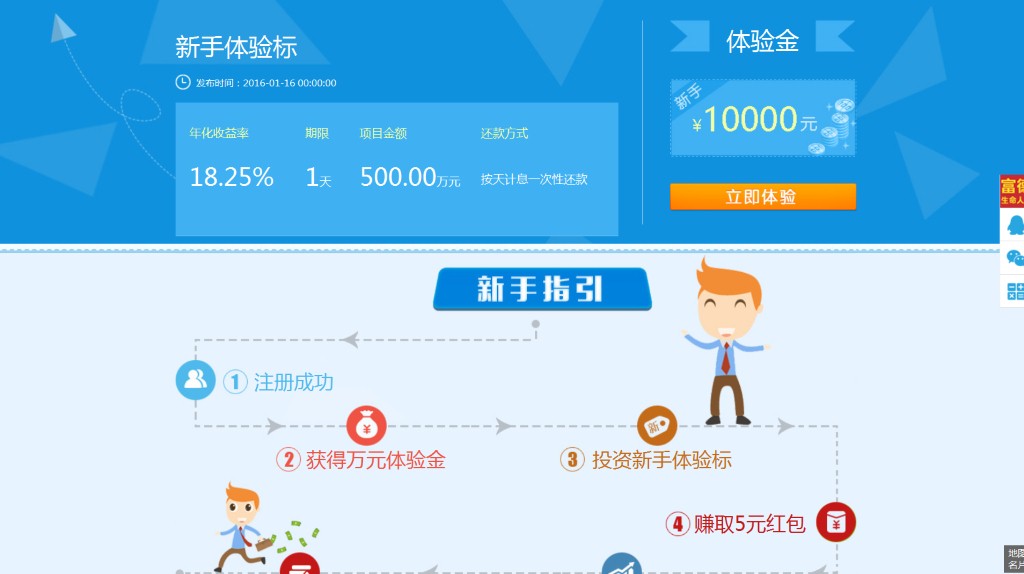 新手体验标
发布时间：2016-01-16 00:00:00
年化收益率 期限 项目金额 还款方式
18.25% 1天 500.00万元 按天计息一次性还款
体验金
新手
¥10000元
立即体验
生命人
新手指引
① 注册成功
② 获得万元体验金
③ 投资新手体验标
新
④ 赚取5元红包
地图
名片